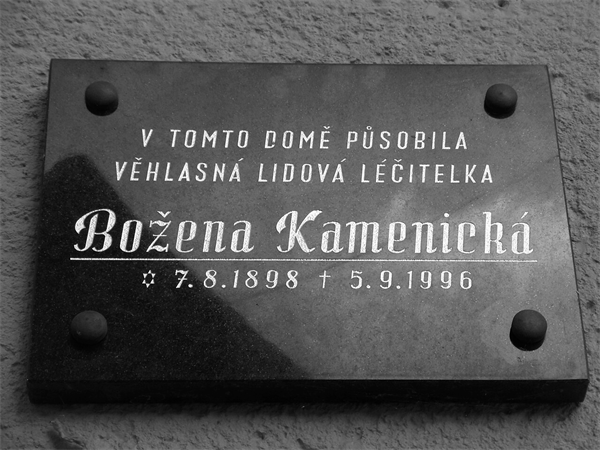 V TOMTO DOMĚ PŮSOBILA
VĚHLASNÁ LIDOVÁ LÉČITELKA
Božena Kamenická
✡ 7.8.1898 † 5.9.1996